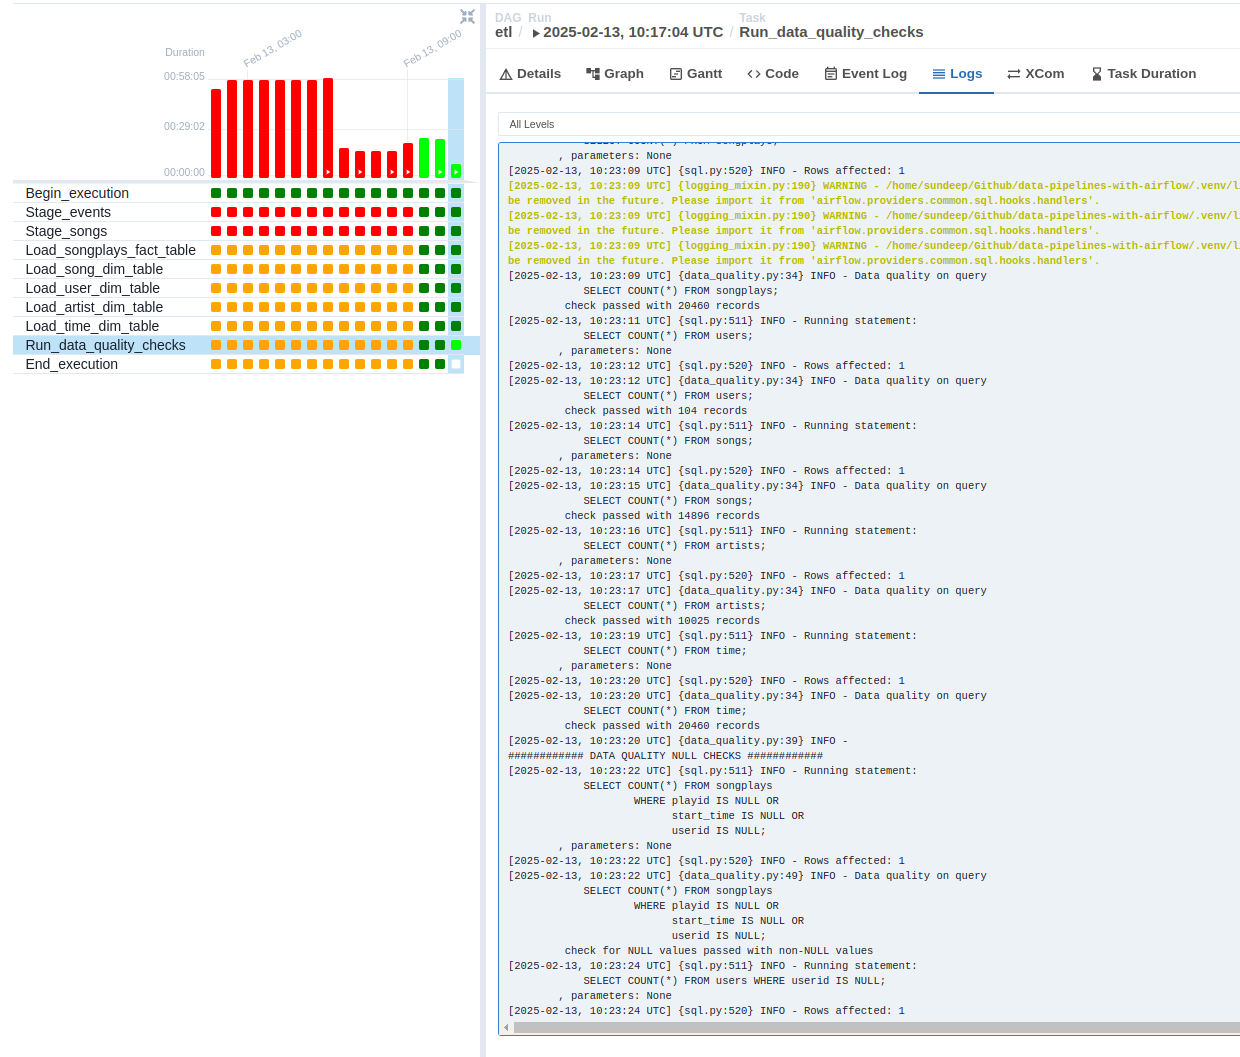 Feb 13, 03:00
Feb 13, 09:00
Duration
00:58:05
00:29:02
00:00:00
Begin_execution
Stage_events
Stage_songs
Load_songplays_fact_table
Load_song_dim_table
Load_user_dim_table
Load_artist_dim_table
Load_time_dim_table
Run_data_quality_checks
End_execution
DAG Run Task
etl / 2025-02-13, 10:17:04 UTC / Run_data_quality_checks
Details Graph Gantt Code Event Log Logs XCom Task Duration
All Levels
SELECT COUNT(*) FROM songplays;
, parameters: None
[2025-02-13, 10:23:09 UTC] {sql.py:520} INFO - Rows affected: 1
[2025-02-13, 10:23:09 UTC] {logging_mixin.py:190} WARNING - /home/sundeep/Github/data-pipelines-with-airflow/.venv/l
be removed in the future. Please import it from 'airflow.providers.common.sql.hooks.handlers'.
[2025-02-13, 10:23:09 UTC] {logging_mixin.py:190} WARNING - /home/sundeep/Github/data-pipelines-with-airflow/.venv/l
be removed in the future. Please import it from 'airflow.providers.common.sql.hooks.handlers'.
[2025-02-13, 10:23:09 UTC] {logging_mixin.py:190} WARNING - /home/sundeep/Github/data-pipelines-with-airflow/.venv/l
be removed in the future. Please import it from 'airflow.providers.common.sql.hooks.handlers'.
[2025-02-13, 10:23:09 UTC] {data_quality.py:34} INFO - Data quality on query
SELECT COUNT(*) FROM songplays;
check passed with 20460 records
[2025-02-13, 10:23:11 UTC] {sql.py:511} INFO - Running statement:
SELECT COUNT(*) FROM users;
, parameters: None
[2025-02-13, 10:23:12 UTC] {sql.py:520} INFO - Rows affected: 1
[2025-02-13, 10:23:12 UTC] {data_quality.py:34} INFO - Data quality on query
SELECT COUNT(*) FROM users;
check passed with 104 records
[2025-02-13, 10:23:14 UTC] {sql.py:511} INFO - Running statement:
SELECT COUNT(*) FROM songs;
, parameters: None
[2025-02-13, 10:23:14 UTC] {sql.py:520} INFO - Rows affected: 1
[2025-02-13, 10:23:15 UTC] {data_quality.py:34} INFO - Data quality on query
SELECT COUNT(*) FROM songs;
check passed with 14896 records
[2025-02-13, 10:23:16 UTC] {sql.py:511} INFO - Running statement:
SELECT COUNT(*) FROM artists;
, parameters: None
[2025-02-13, 10:23:17 UTC] {sql.py:520} INFO - Rows affected: 1
[2025-02-13, 10:23:17 UTC] {data_quality.py:34} INFO - Data quality on query
SELECT COUNT(*) FROM artists;
check passed with 10025 records
[2025-02-13, 10:23:19 UTC] {sql.py:511} INFO - Running statement:
SELECT COUNT(*) FROM time;
, parameters: None
[2025-02-13, 10:23:20 UTC] {sql.py:520} INFO - Rows affected: 1
[2025-02-13, 10:23:20 UTC] {data_quality.py:34} INFO - Data quality on query
SELECT COUNT(*) FROM time;
check passed with 20460 records
[2025-02-13, 10:23:20 UTC] {data_quality.py:39} INFO -
############ DATA QUALITY NULL CHECKS ############
[2025-02-13, 10:23:22 UTC] {sql.py:511} INFO - Running statement:
SELECT COUNT(*) FROM songplays
WHERE playid IS NULL OR
start_time IS NULL OR
userid IS NULL;
, parameters: None
[2025-02-13, 10:23:22 UTC] {sql.py:520} INFO - Rows affected: 1
[2025-02-13, 10:23:22 UTC] {data_quality.py:49} INFO - Data quality on query
SELECT COUNT(*) FROM songplays
WHERE playid IS NULL OR
start_time IS NULL OR
userid IS NULL;
check for NULL values passed with non-NULL values
[2025-02-13, 10:23:24 UTC] {sql.py:511} INFO - Running statement:
SELECT COUNT(*) FROM users WHERE userid IS NULL;
, parameters: None
[2025-02-13, 10:23:24 UTC] {sql.py:520} INFO - Rows affected: 1